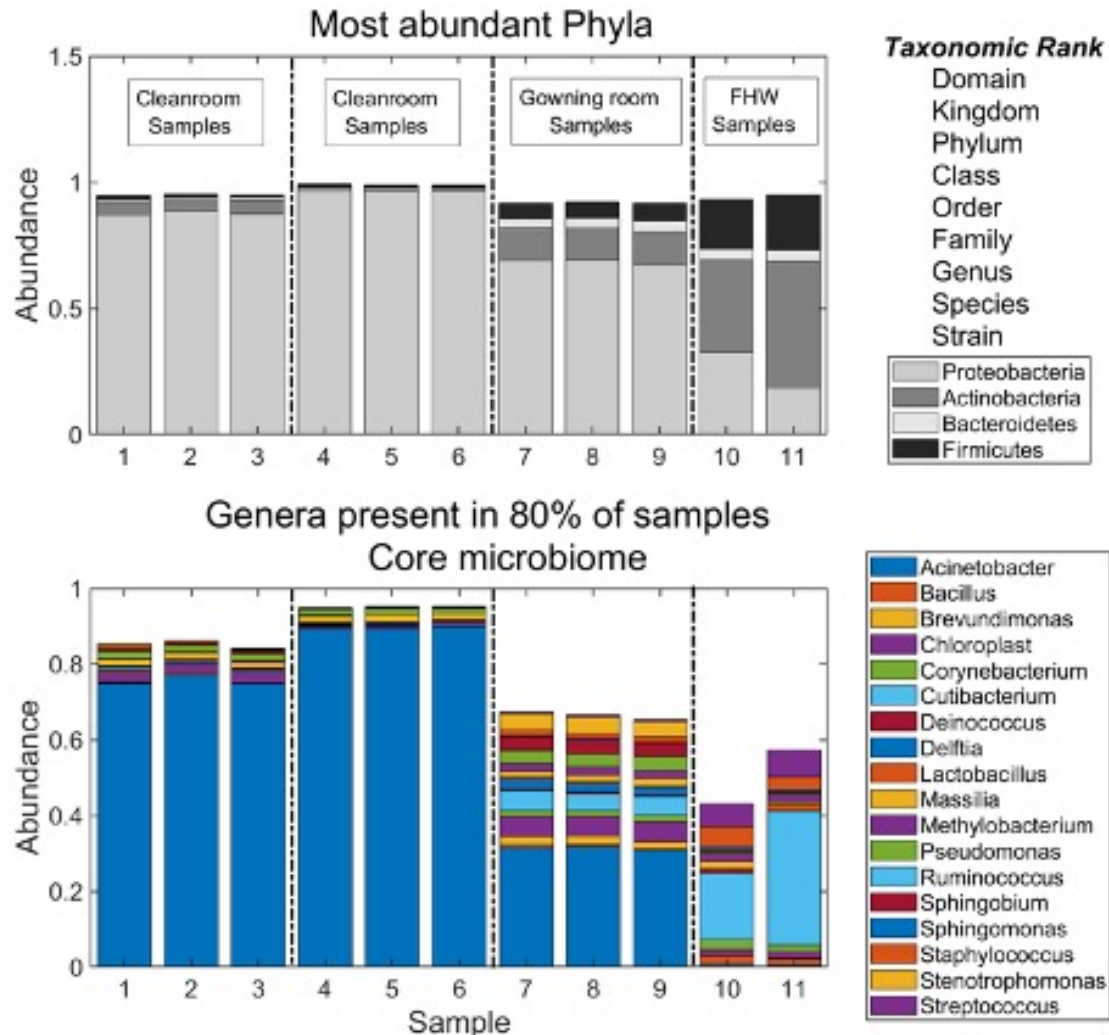 Most abundant Phyla
1.5
1
0.5
0
Abundance
Cleanroom
Samples
Cleanroom
Samples
Gowning room
Samples
FHW
Samples
1 2 3 4 5 6 7 8 9 10 11
Taxonomic Rank
Domain
Kingdom
Phylum
Class
Order
Family
Genus
Species
Strain
Proteobacteria
Actinobacteria
Bacteroidetes
Firmicutes
Genera present in 80% of samples
Core microbiome
1
0.8
0.6
0.4
0.2
0
Abundance
1 2 3 4 5 6 7 8 9 10 11
Sample
Acinetobacter
Bacillus
Brevundimonas
Chloroplast
Corynebacterium
Cutibacterium
Deinococcus
Delftia
Lactobacillus
Massilia
Methylobacterium
Pseudomonas
Ruminococcus
Sphingobium
Sphingomonas
Staphylococcus
Stenotrophomonas
Streptococcus